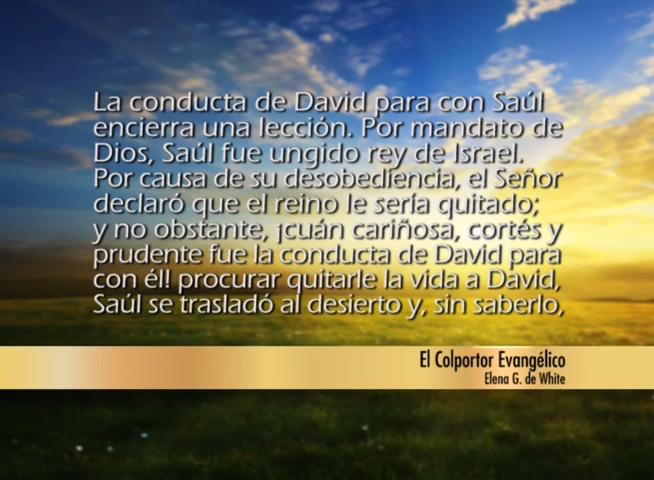 La conducta de David para con Saúl
encierra una lección. Por mandato de
Dios, Saúl fue ungido rey de Israel.
Por causa de su desobediencia, el Señor
declaró que el reino le sería quitado;
y no obstante, ¡cuán cariñosa, cortés y
prudente fue la conducta de David para
con él! procurar quitarle la vida a David,
Saúl se trasladó al desierto y, sin saberlo,
El Colportor Evangélico
Elena G. de White